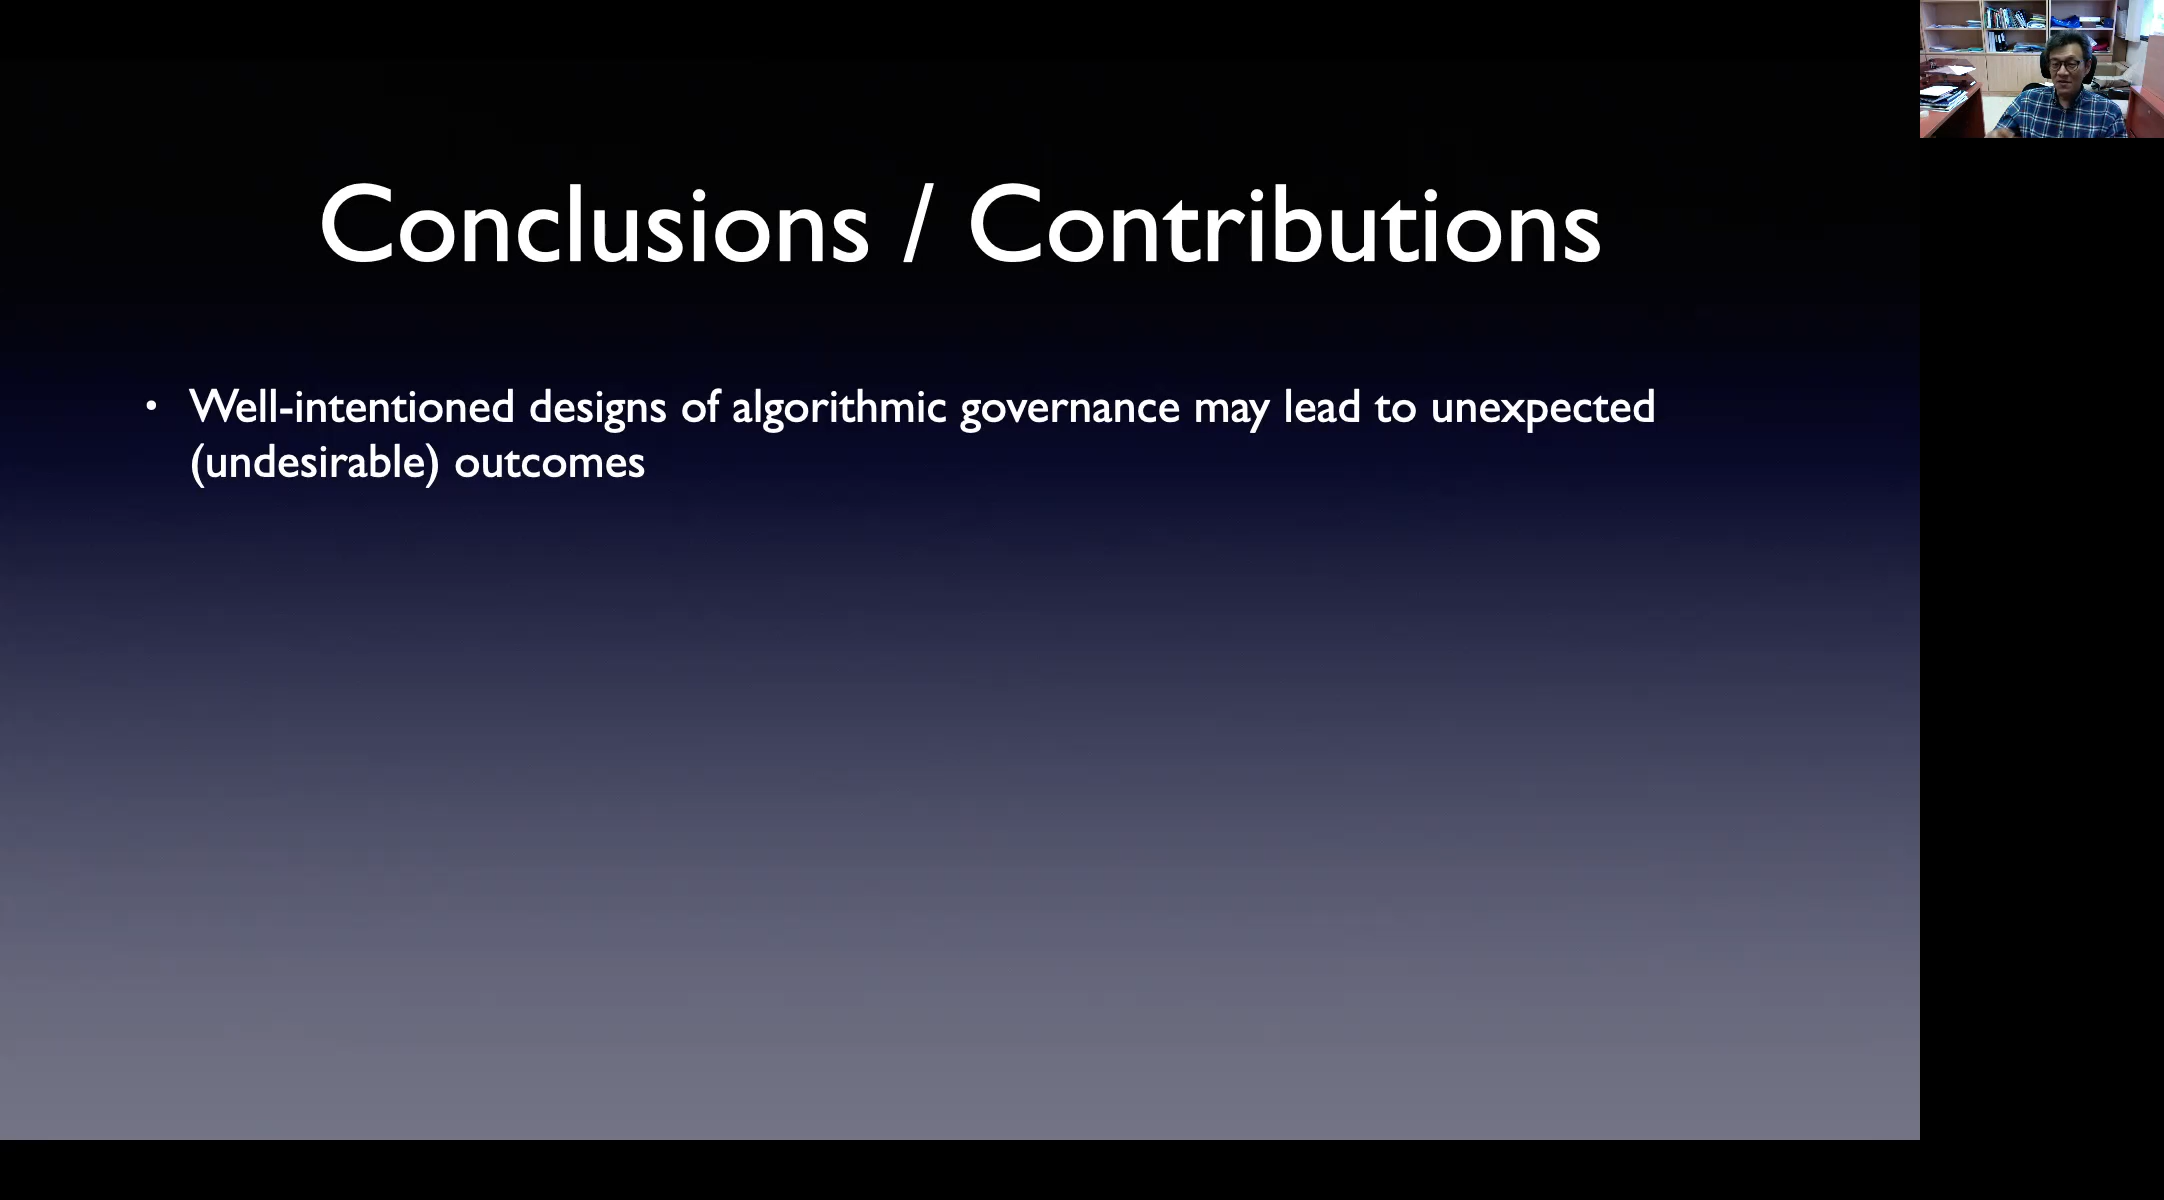 Conclusions / Contributions
• Well-intentioned designs of algorithmic governance may lead to unexpected
(undesirable) outcomes